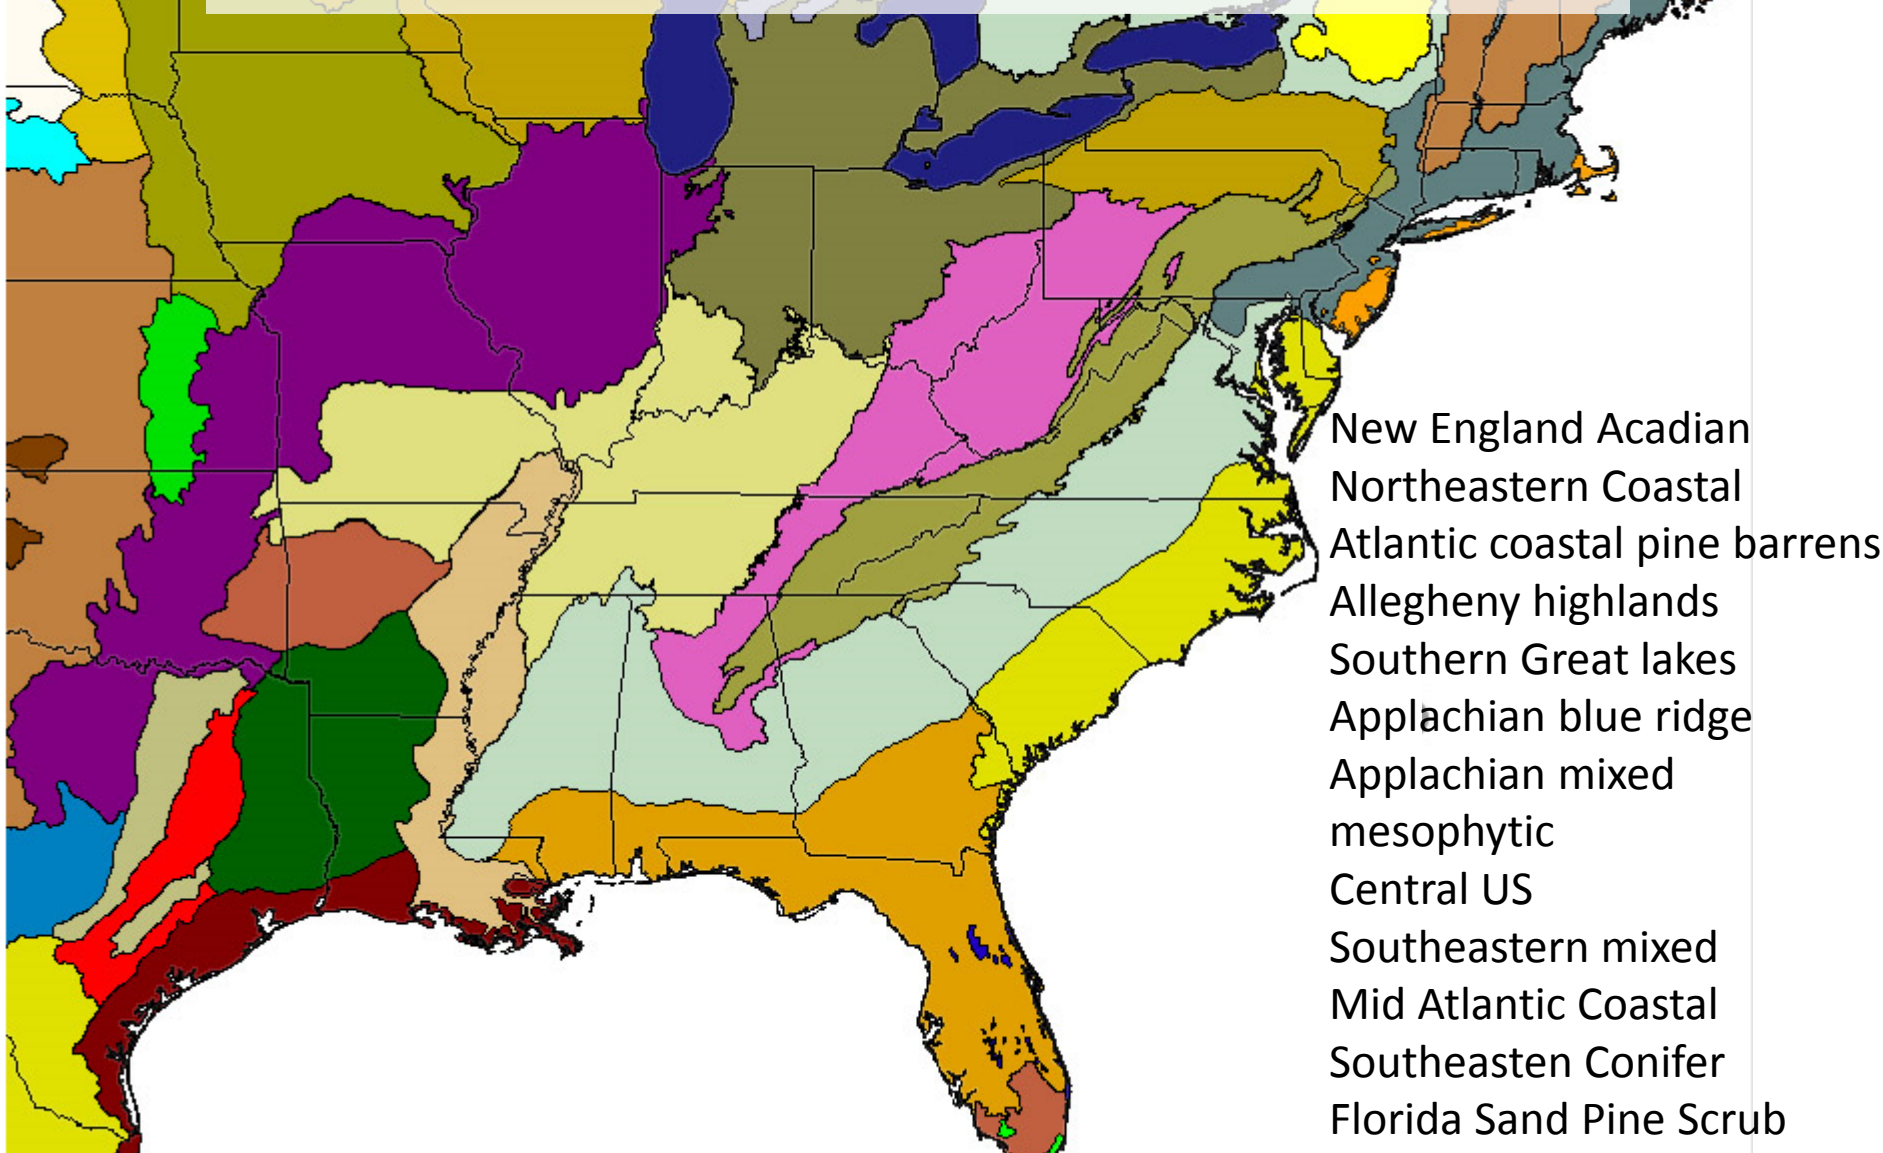 New England Acadian
Northeastern Coastal
Atlantic coastal pine barrens
Allegheny highlands
Southern Great lakes
Applachian blue ridge
Applachian mixed
mesophytic
Central US
Southeastern mixed
Mid Atlantic Coastal
Southeasten Conifer
Florida Sand Pine Scrub